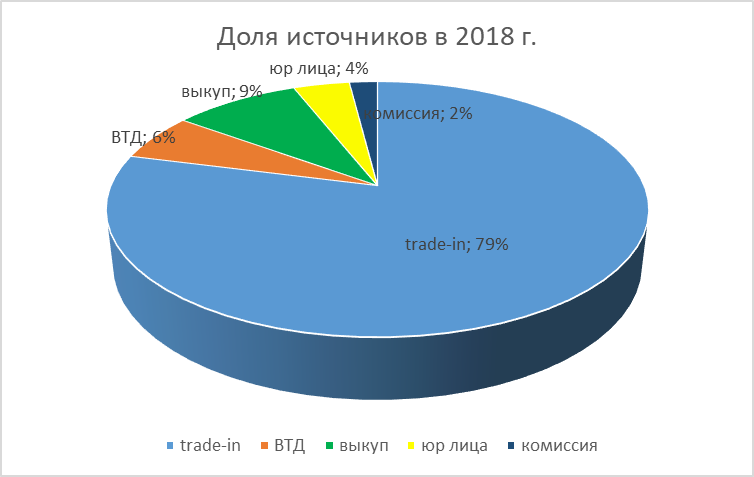 Доля источников в 2018 г.
юр лица; 4%
выкуп; 9%
комиссия; 2%
ВТД; 6%
trade-in; 79%
trade-in ВТД выкуп юр лица комиссия